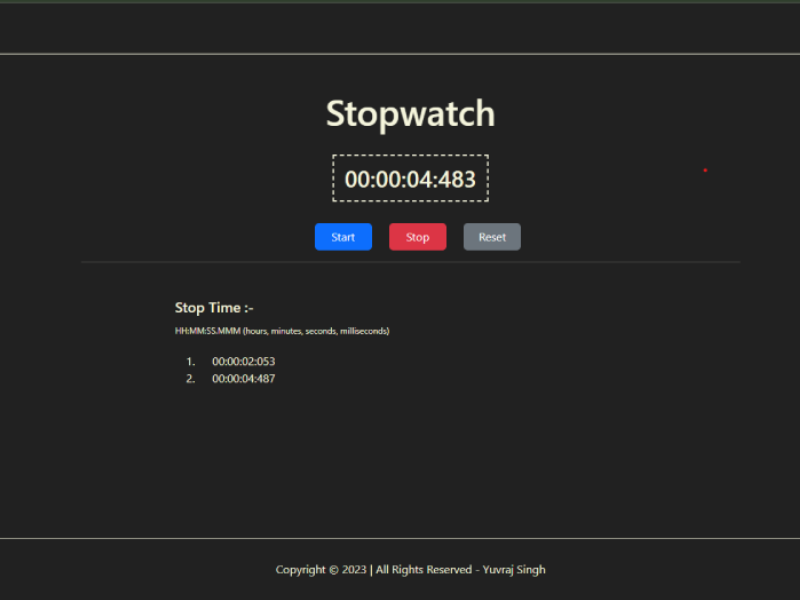 Stopwatch
00:00:04:483
Start Stop Reset
Stop Time :-
HH:MM:SS.MMM (hours, minutes, seconds, milliseconds)
1. 00:00:02:053
2. 00:00:04:487
Copyright © 2023 | All Rights Reserved - Yuvraj Singh